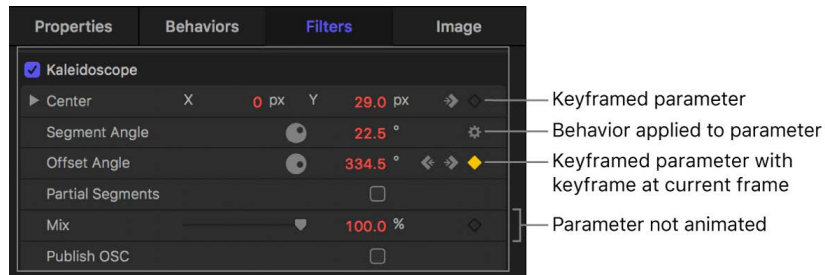 Properties Behaviors Filters Image
Kaleidoscope
Center X 0 px Y 29.0 px
Keyframed parameter
Segment Angle 22.5 °
Behavior applied to parameter
Offset Angle 334.5 °
Keyframed parameter with
keyframe at current frame
Partial Segments
Mix 100.0 %
Parameter not animated
Publish OSC